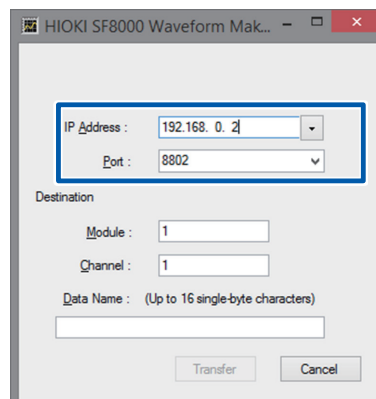 HIOKI SF8000 Waveform Mak...
IP Address : 192.168. 0. 2
Port : 8802
Destination
Module : 1
Channel : 1
Data Name : (Up to 16 single-byte characters)
Transfer Cancel